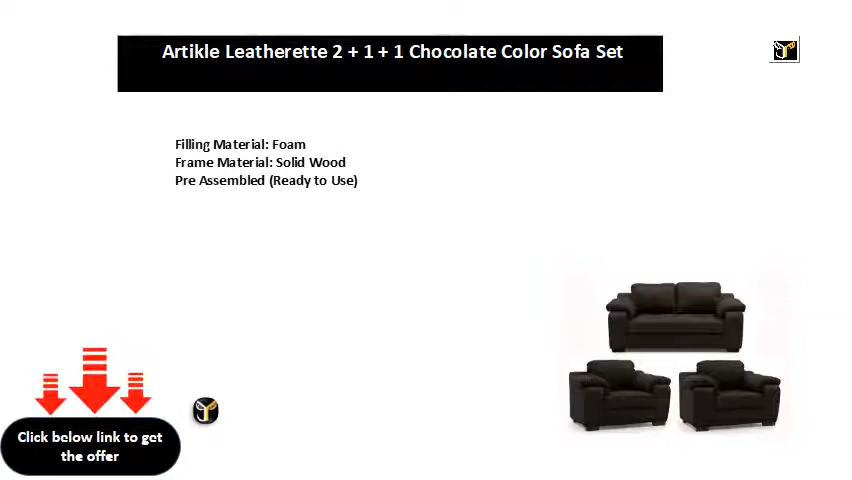 Artikle Leatherette 2 + 1 + 1 Chocolate Color Sofa Set
Filling Material: Foam
Frame Material: Solid Wood
Pre Assembled (Ready to Use)
Click below link to get
the offer